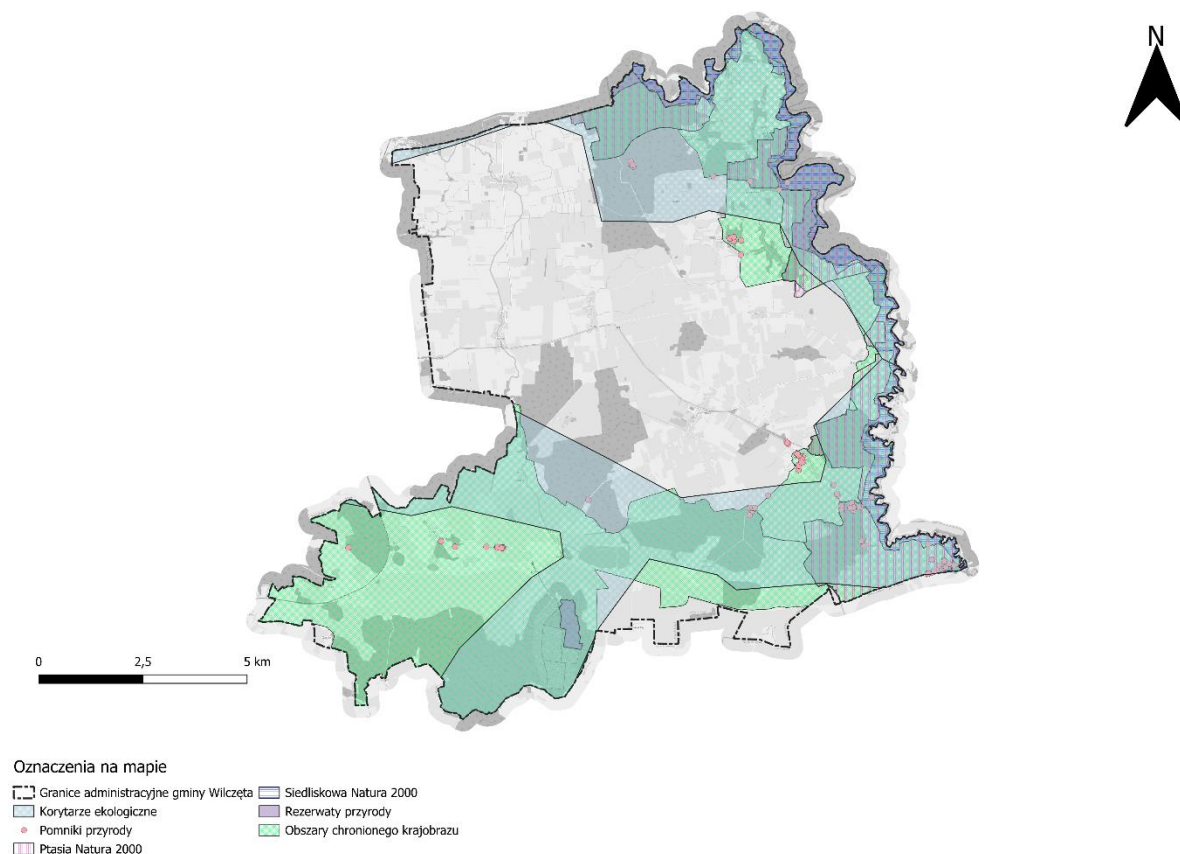 N
0 2,5 5 km
Oznaczenia na mapie
Granice administracyjne gminy Wilczęta
Korytarze ekologiczne
Pomniki przyrody
Ptasia Natura 2000
Siedliskowa Natura 2000
Rezerwaty przyrody
Obszary chronionego krajobrazu